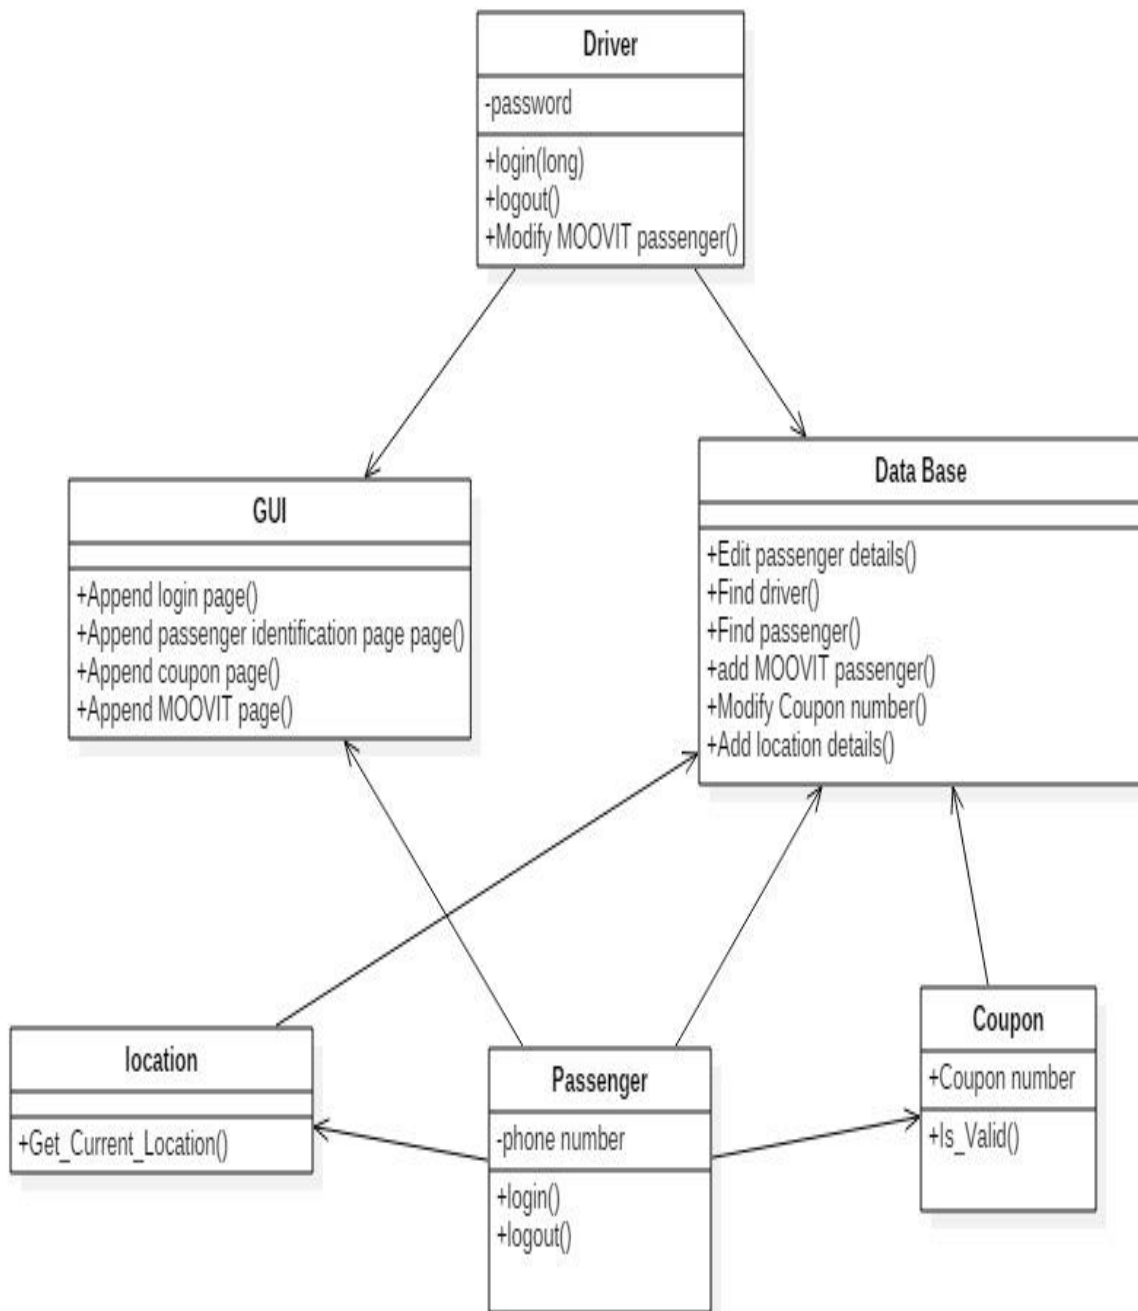 Driver
-password
+login(long)
+logout()
+Modify MOOVIT passenger()
GUI
+Append login page()
+Append passenger identification page page()
+Append coupon page()
+Append MOOVIT page()
Data Base
+Edit passenger details()
+Find driver()
+Find passenger()
+add MOOVIT passenger()
+Modify Coupon number()
+Add location details()
location
+Get_Current_Location()
Passenger
-phone number
+login()
+logout()
Coupon
+Coupon number
+Is_Valid()